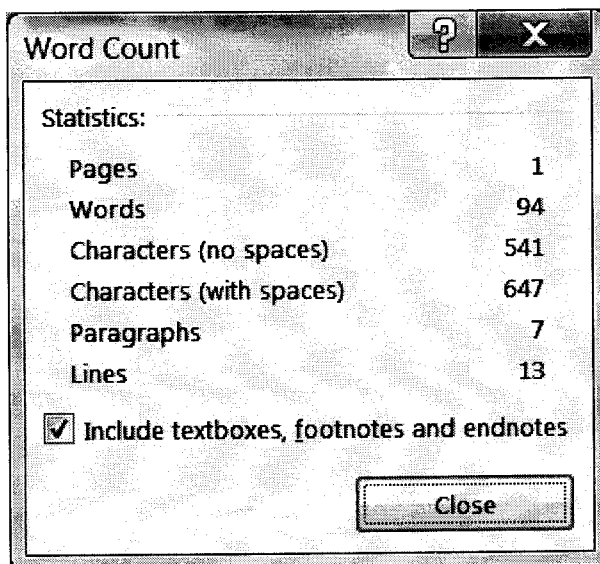 Word Count
Statistics:
Pages 1
Words 94
Characters (no spaces) 541
Characters (with spaces) 647
Paragraphs 7
Lines 13
Include textboxes, footnotes and endnotes
Close